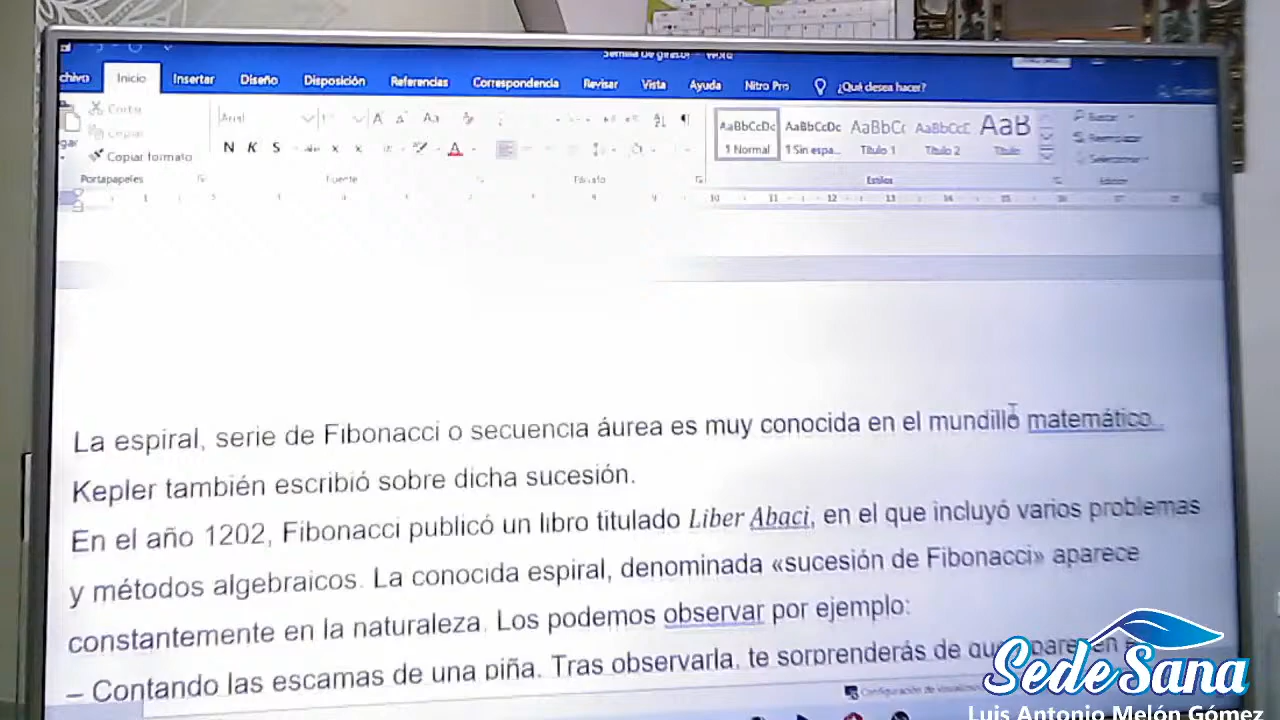 Inicio Insertar Diseño Disposición Referencias Correspondencia Revisar Vista Ayuda Nitro Pro ¿Qué desea hacer?
Copiar formato
Portapapeles Fuente Párrafo Estilos
N K S
AaBbCcDc AaBbCcDc AaBbC AaBbCcC AaB
1 Normal 1 Sin espa... Título 1 Título 2 Título
La espiral, serie de Fibonacci o secuencia áurea es muy conocida en el mundillo matemático.
Kepler también escribió sobre dicha sucesión.
En el año 1202, Fibonacci publicó un libro titulado Liber Abaci, en el que incluyó varios problemas
y métodos algebraicos. La conocida espiral, denominada «sucesión de Fibonacci» aparece
constantemente en la naturaleza. Los podemos observar por ejemplo:
– Contando las escamas de una piña. Tras observarla, te sorprenderás de que aparecen
SedeSana
Luis Antonio Melón Gómez